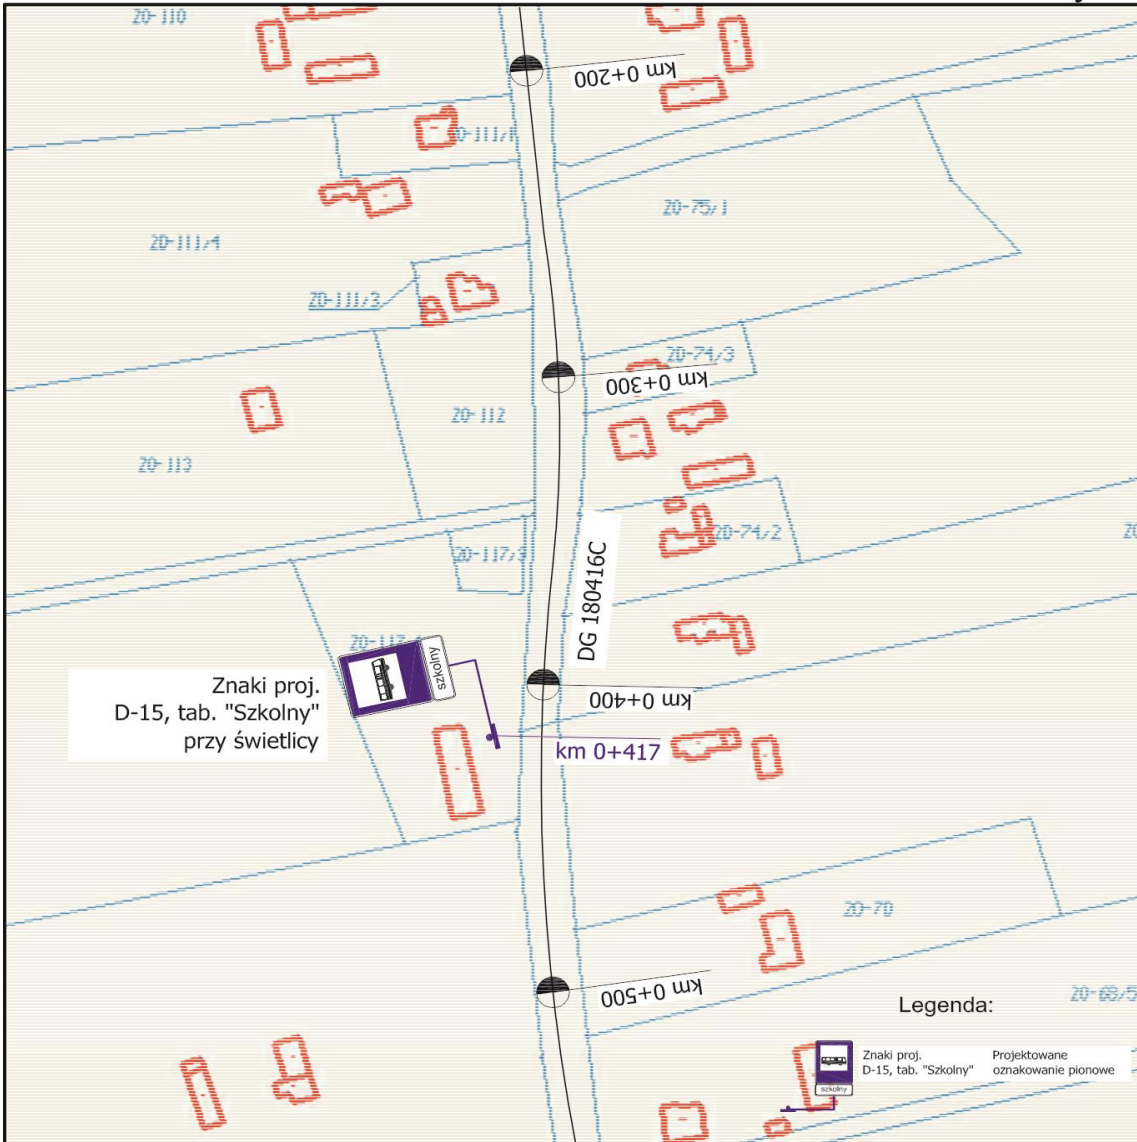 20-110
km 0+200
20-111/1
20-75/1
20-111/4
20-111/3
20-74/3
km 0+300
20-112
20-113
20-74/2
20-117/3
DG 180416C
szkolny
Znaki proj.
D-15, tab. "Szkolny"
przy świetlicy
km 0+400
km 0+417
20-70
km 0+500
Legenda:
20-68/5
Znaki proj.
D-15, tab. "Szkolny"
Projektowane
oznakowanie pionowe
szkolny